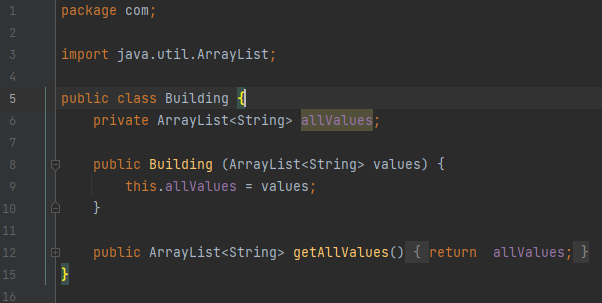 1 package com;
2
3 import java.util.ArrayList;
4
5 public class Building {
6     private ArrayList<String> allValues;
7
8     public Building (ArrayList<String> values) {
9         this.allValues = values;
10     }
11
12     public ArrayList<String> getAllValues() { return  allValues; }
15 }
16